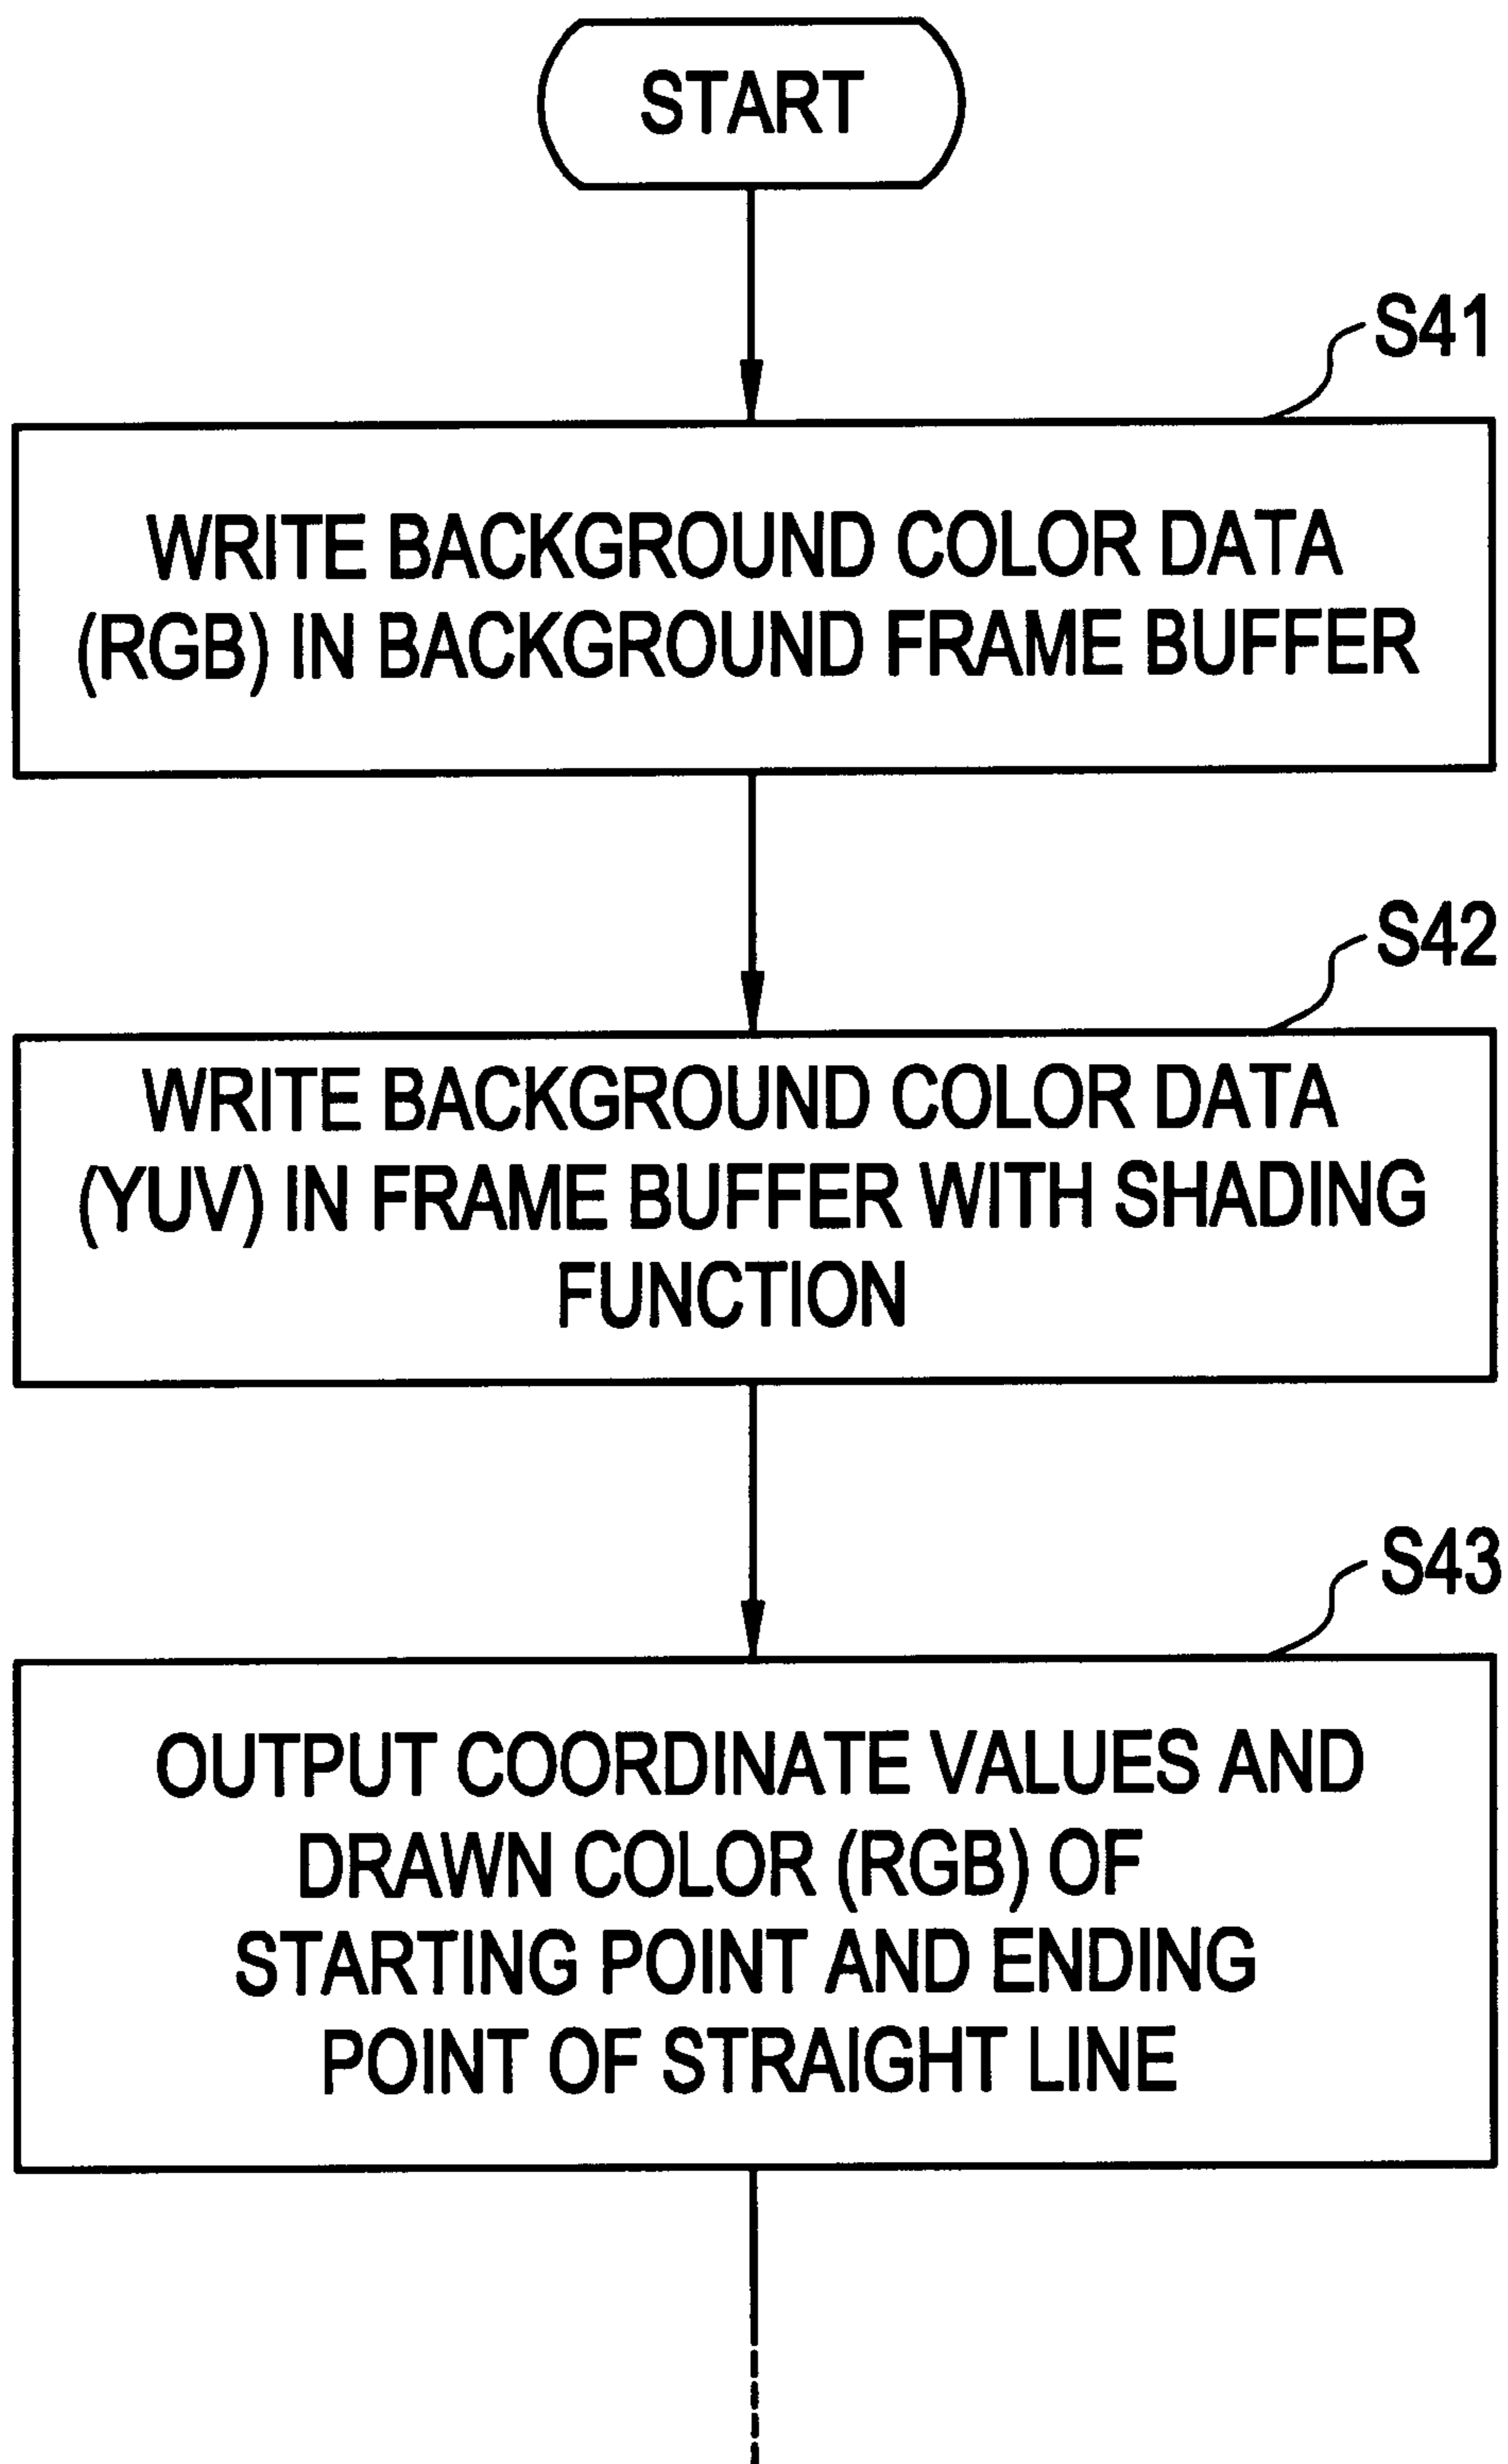 START
S41
WRITE BACKGROUND COLOR DATA
(RGB) IN BACKGROUND FRAME BUFFER
S42
WRITE BACKGROUND COLOR DATA
(YUV) IN FRAME BUFFER WITH SHADING
FUNCTION
S43
OUTPUT COORDINATE VALUES AND
DRAWN COLOR (RGB) OF
STARTING POINT AND ENDING
POINT OF STRAIGHT LINE